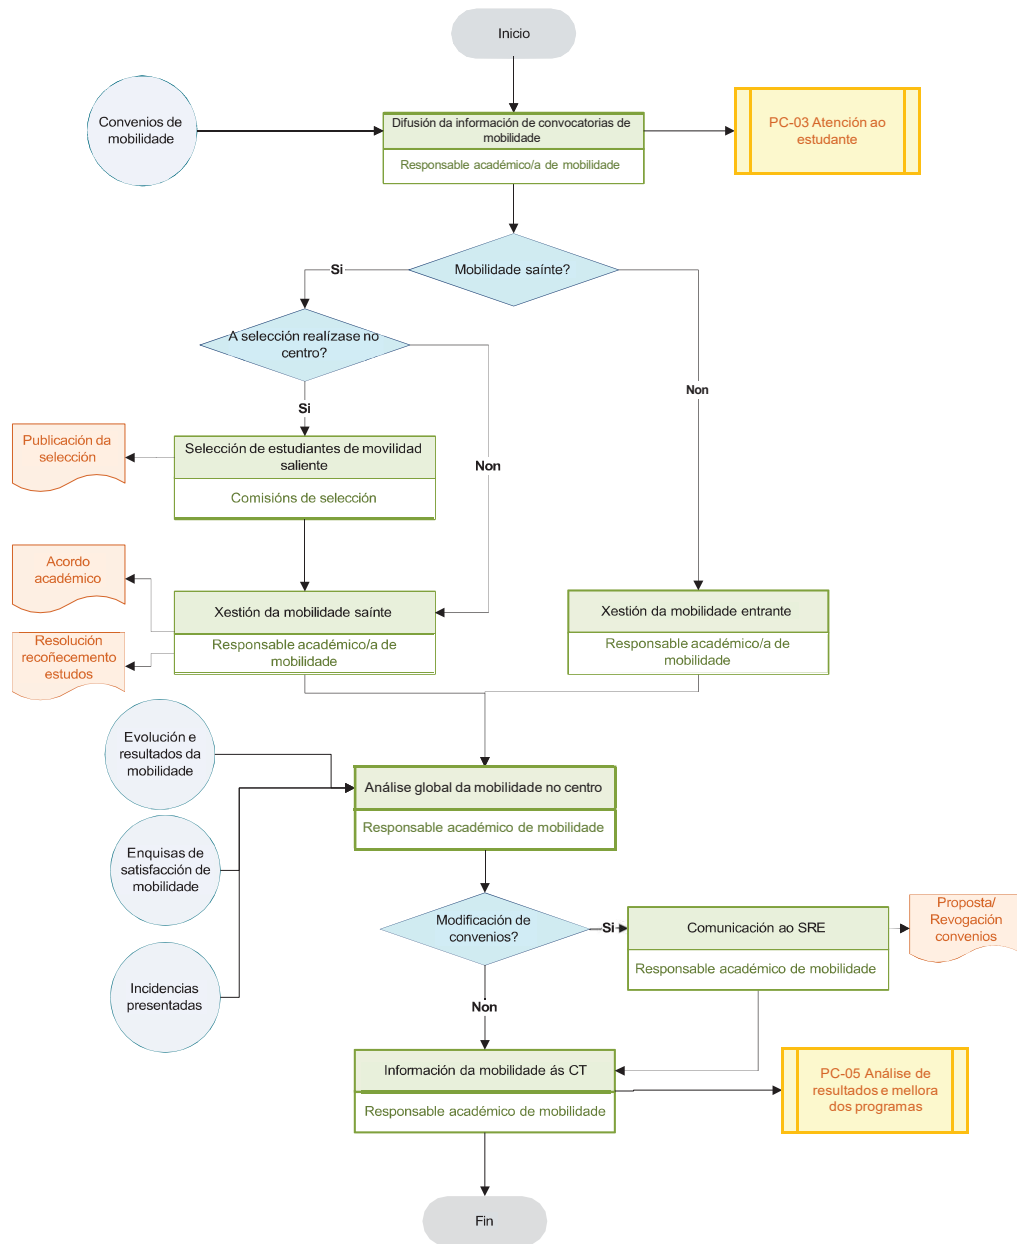 Inicio
Convenios de
mobilidade
Difusión da información de convocatorias de
mobilidade
Responsable académico/a de mobilidade
PC-03 Atención ao
estudante
Mobilidade saínte?
Si
A selección realízase no
centro?
Non
Si
Publicación da
selección
Selección de estudiantes de movilidad
saliente
Comisións de selección
Non
Acordo
académico
Xestión da mobilidade saínte
Responsable académico/a de
mobilidade
Xestión da mobilidade entrante
Responsable académico/a de
mobilidade
Resolución
recoñecemento
estudos
Evolución e
resultados da
mobilidade
Análise global da mobilidade no centro
Responsable académico de mobilidade
Enquisas de
satisfacción de
mobilidade
Modificación de
convenios?
Si
Comunicación ao SRE
Responsable académico de mobilidade
Proposta/
Revogación
convenios
Incidencias
presentadas
Non
Información da mobilidade ás CT
Responsable académico de mobilidade
PC-05 Análise de
resultados e mellora
dos programas
Fin